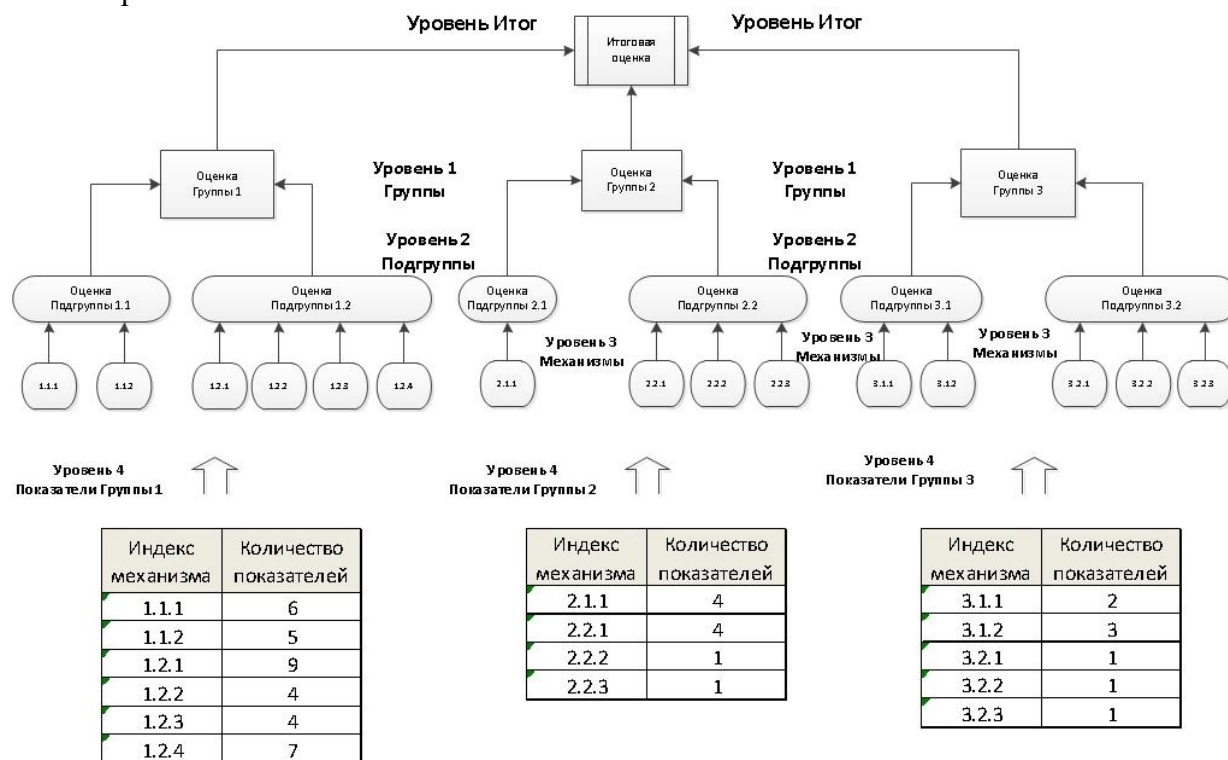 Уровень Итог
Итоговая
оценка
Уровень Итог
Оценка
Группы 1
Уровень 1
Группы
Оценка
Группы 2
Уровень 1
Группы
Оценка
Группы 3
Уровень 2
Подгруппы
Уровень 2
Подгруппы
Оценка
Подгруппы 1.1
Оценка
Подгруппы 1.2
Оценка
Подгруппы 2.1
Оценка
Подгруппы 2.2
Оценка
Подгруппы 3.1
Оценка
Подгруппы 3.2
Уровень 3
Механизмы
Уровень 3
Механизмы
Уровень 3
Механизмы
1.1.1
1.1.2
1.2.1
1.2.2
1.2.3
1.2.4
2.1.1
2.2.1
2.2.2
2.2.3
3.1.1
3.1.2
3.2.1
3.2.2
3.2.3
Уровень 4
Показатели Группы 1
Уровень 4
Показатели Группы 2
Уровень 4
Показатели Группы 3
Индекс механизма Количество показателей
1.1.1 6
1.1.2 5
1.2.1 9
1.2.2 4
1.2.3 4
1.2.4 7
Индекс механизма Количество показателей
2.1.1 4
2.2.1 4
2.2.2 1
2.2.3 1
Индекс механизма Количество показателей
3.1.1 2
3.1.2 3
3.2.1 1
3.2.2 1
3.2.3 1